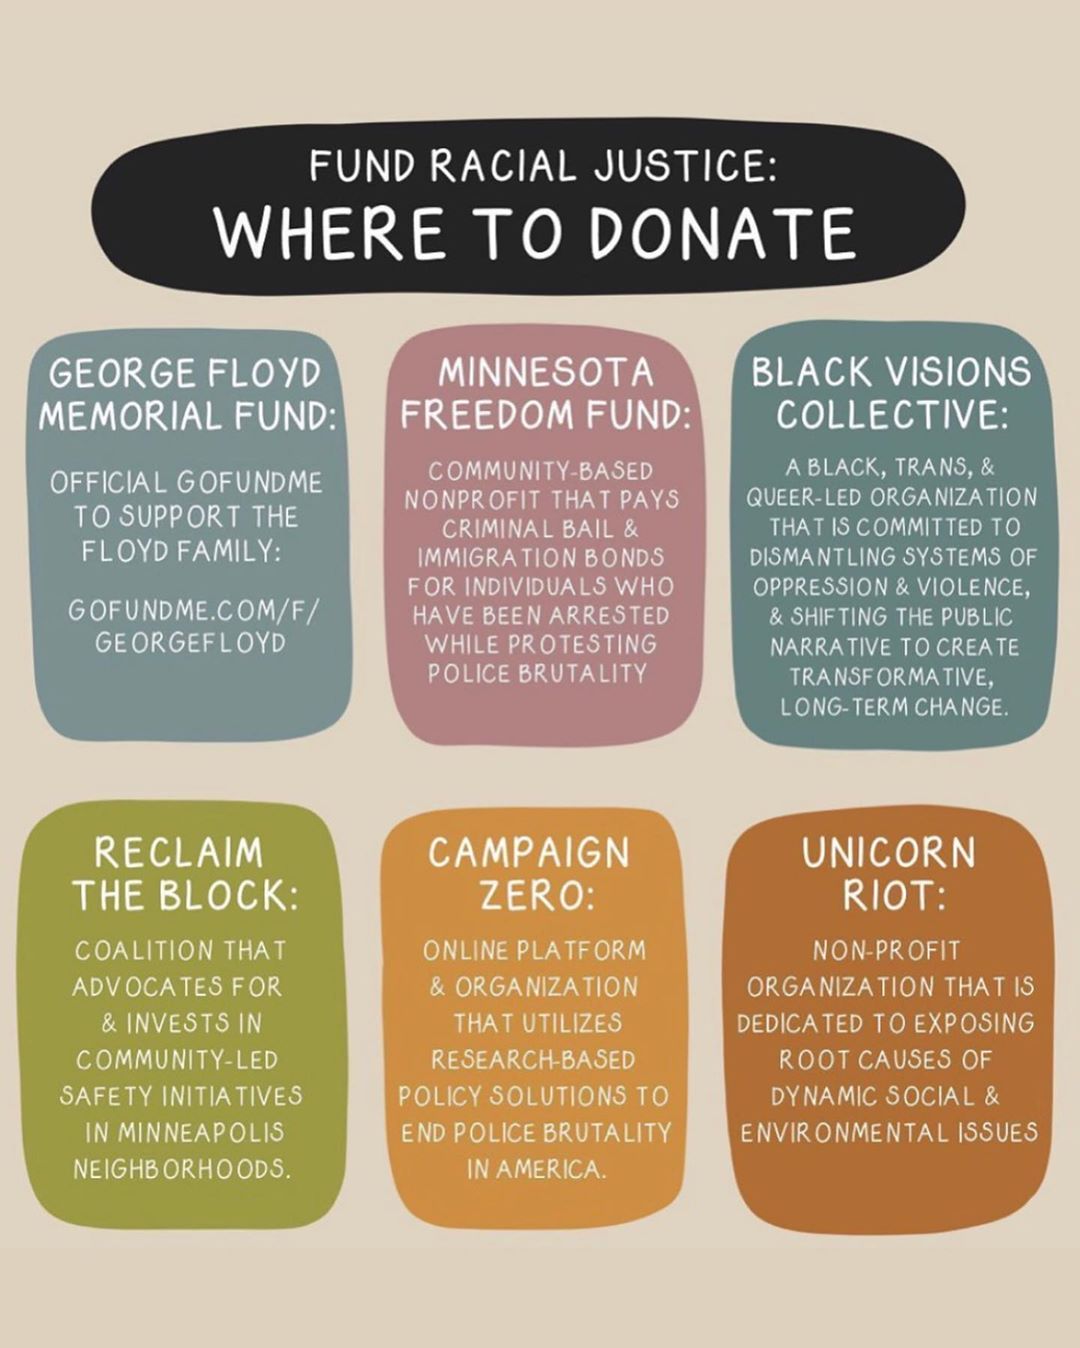 FUND RACIAL JUSTICE:
WHERE TO DONATE
GEORGE FLOYD
MEMORIAL FUND:
OFFICIAL GOFUNDME
TO SUPPORT THE
FLOYD FAMILY:
GOFUNDME.COM/F/
GEORGEFLOYD
MINNESOTA
FREEDOM FUND:
COMMUNITY-BASED
NONPROFIT THAT PAYS
CRIMINAL BAIL &
IMMIGRATION BONDS
FOR INDIVIDUALS WHO
HAVE BEEN ARRESTED
WHILE PROTESTING
POLICE BRUTALITY
BLACK VISIONS
COLLECTIVE:
A BLACK, TRANS, &
QUEER-LED ORGANIZATION
THAT IS COMMITTED TO
DISMANTLING SYSTEMS OF
OPPRESSION & VIOLENCE,
& SHIFTING THE PUBLIC
NARRATIVE TO CREATE
TRANSFORMATIVE,
LONG-TERM CHANGE.
RECLAIM
THE BLOCK:
COALITION THAT
ADVOCATES FOR
& INVESTS IN
COMMUNITY-LED
SAFETY INITIATIVES
IN MINNEAPOLIS
NEIGHBORHOODS.
CAMPAIGN
ZERO:
ONLINE PLATFORM
& ORGANIZATION
THAT UTILIZES
RESEARCH-BASED
POLICY SOLUTIONS TO
END POLICE BRUTALITY
IN AMERICA.
UNICORN
RIOT:
NON-PROFIT
ORGANIZATION THAT IS
DEDICATED TO EXPOSING
ROOT CAUSES OF
DYNAMIC SOCIAL &
ENVIRONMENTAL ISSUES